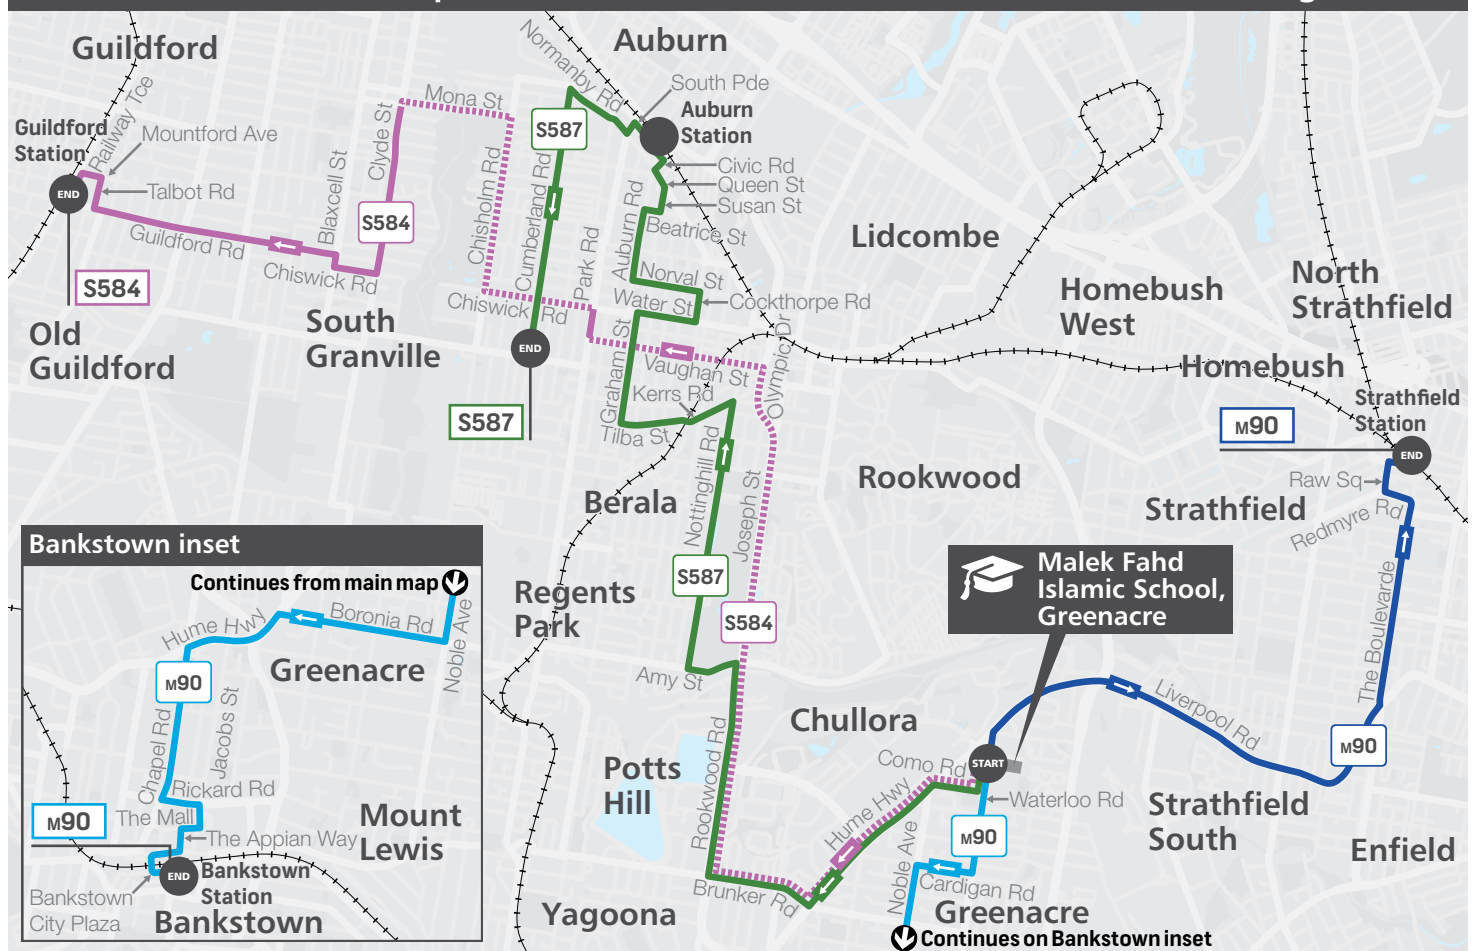 Guildford
Auburn
Normanby Rd
South Pde
Auburn
Station
Mona St
Clyde St
S587
Guildford
Station
Railway Tce
Mountford Ave
Talbot Rd
END
Civic Rd
Queen St
Susan St
Beatrice St
Auburn Rd
Blaxcell St
S584
Chisholm Rd
Cumberland Rd
Park Rd
Guildford Rd
Chiswick Rd
Lidcombe
S584
Norval St
Water St
Cockthorpe Rd
Chiswick Rd
Homebush
West
North
Strathfield
Old
Guildford
South
Granville
END
Graham St
Vaughan St
Olympic Dr
Kerrs Rd
Homebush
Strathfield
Station
M90
END
S587
Tilba St
Nottinghill Rd
Joseph St
Rookwood
Raw Sq
Redmyre Rd
Strathfield
Berala
Bankstown inset
Continues from main map
Boronia Rd
Hume Hwy
Noble Ave
Greenacre
M90
Chapel Rd
Jacobs St
Rickard Rd
The Mall
M90
The Appian Way
Mount
Lewis
END
Bankstown
Station
Bankstown
City Plaza
Bankstown
Regents
Park
S587
S584
Malek Fahd
Islamic School,
Greenacre
The Boulevarde
Amy St
Liverpool Rd
M90
Chullora
Rookwood Rd
Potts
Hill
Como Rd
START
Hume Hwy
Waterloo Rd
Strathfield
South
M90
Noble Ave
Cardigan Rd
Enfield
Brunker Rd
Yagoona
Greenacre
Continues on Bankstown inset